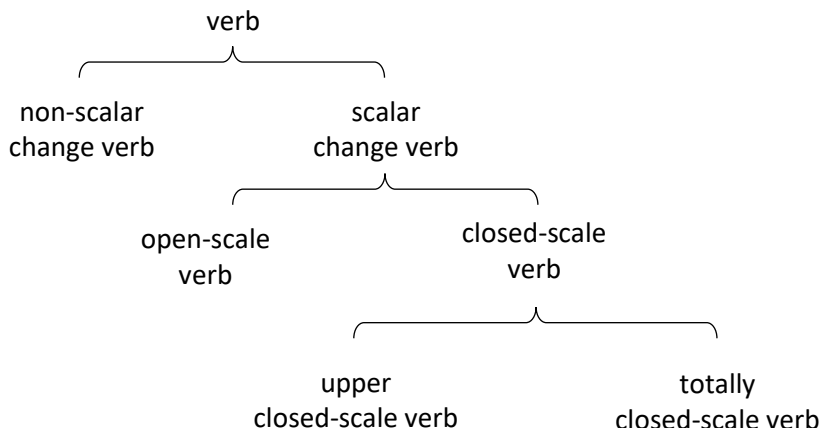 verb
non-scalar
change verb
scalar
change verb
open-scale
verb
closed-scale
verb
upper
closed-scale verb
totally
closed-scale verb